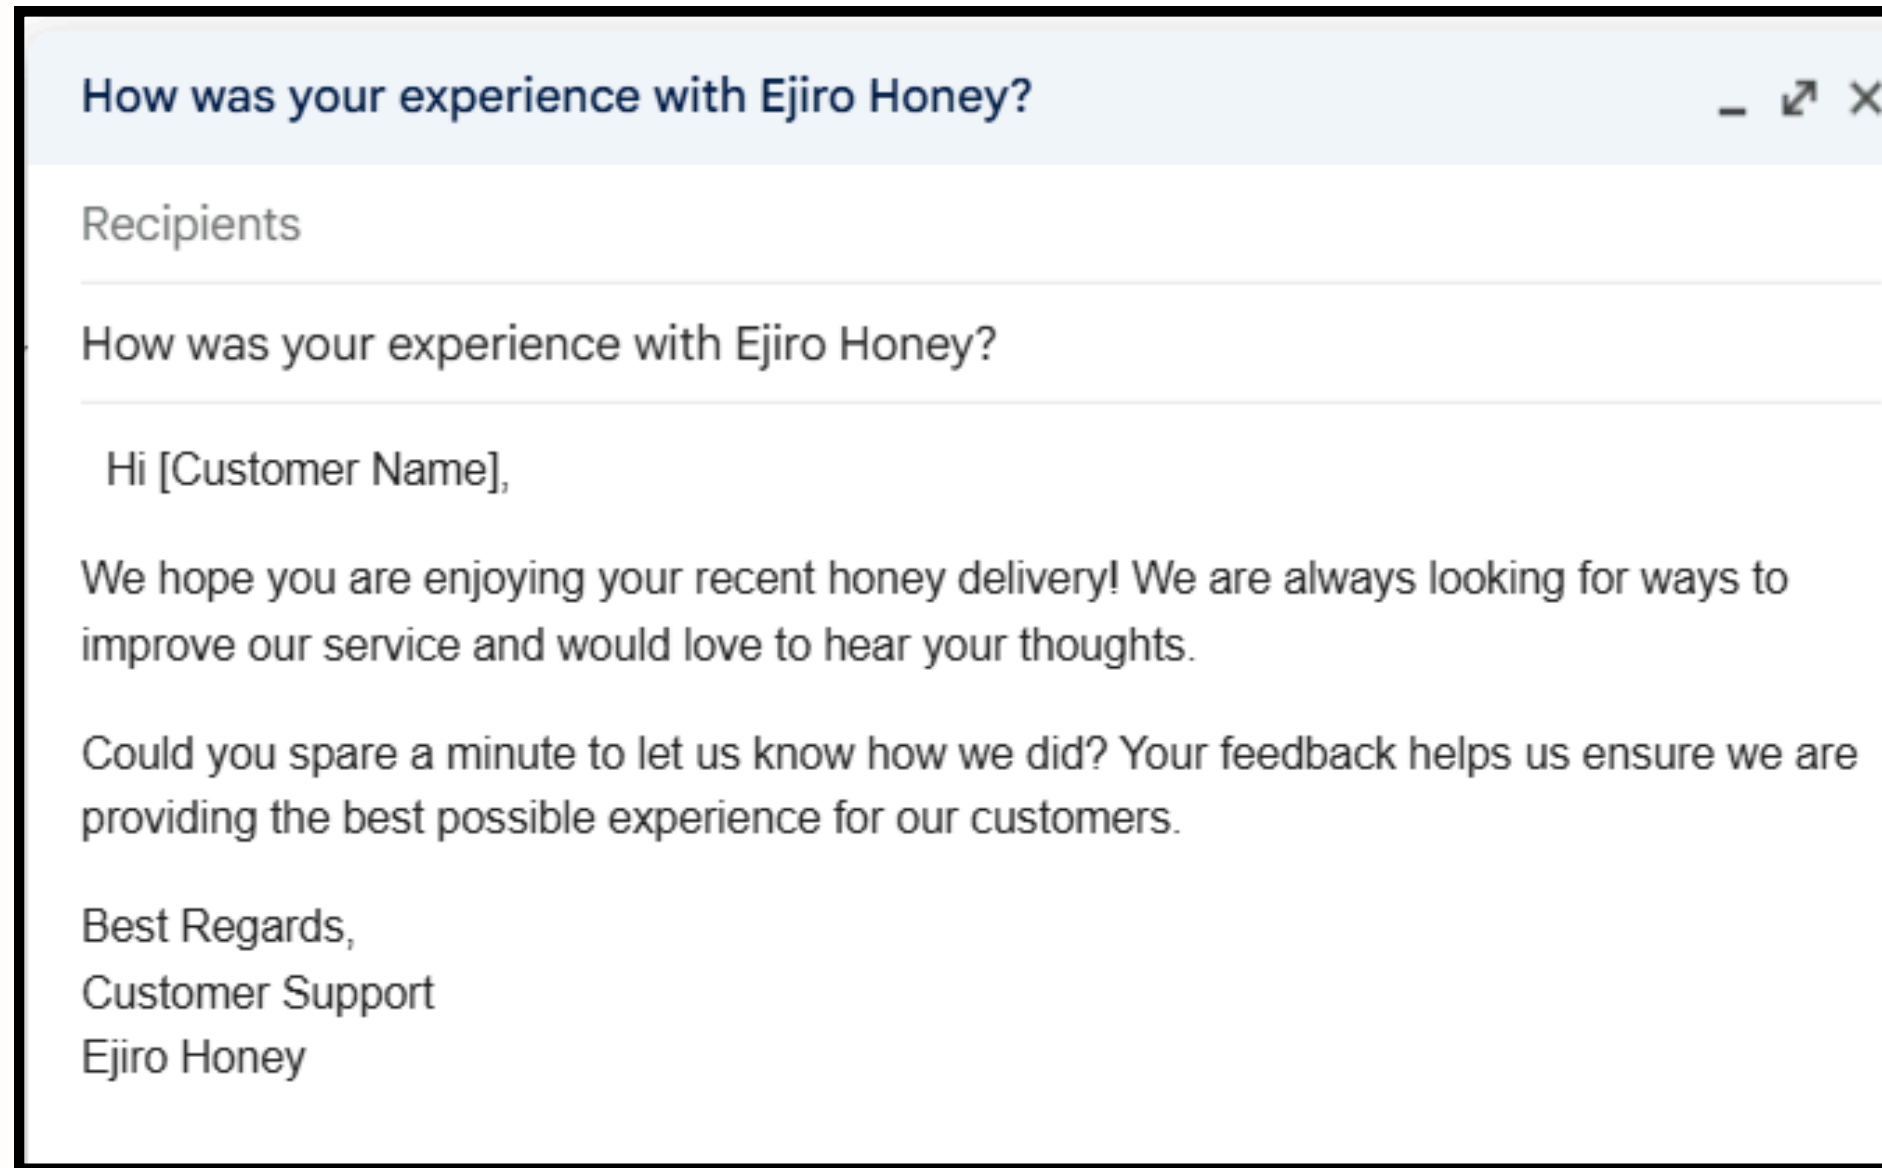 How was your experience with Ejiro Honey?
Recipients
How was your experience with Ejiro Honey?
Hi [Customer Name],
We hope you are enjoying your recent honey delivery! We are always looking for ways to
improve our service and would love to hear your thoughts.
Could you spare a minute to let us know how we did? Your feedback helps us ensure we are
providing the best possible experience for our customers.
Best Regards,
Customer Support
Ejiro Honey